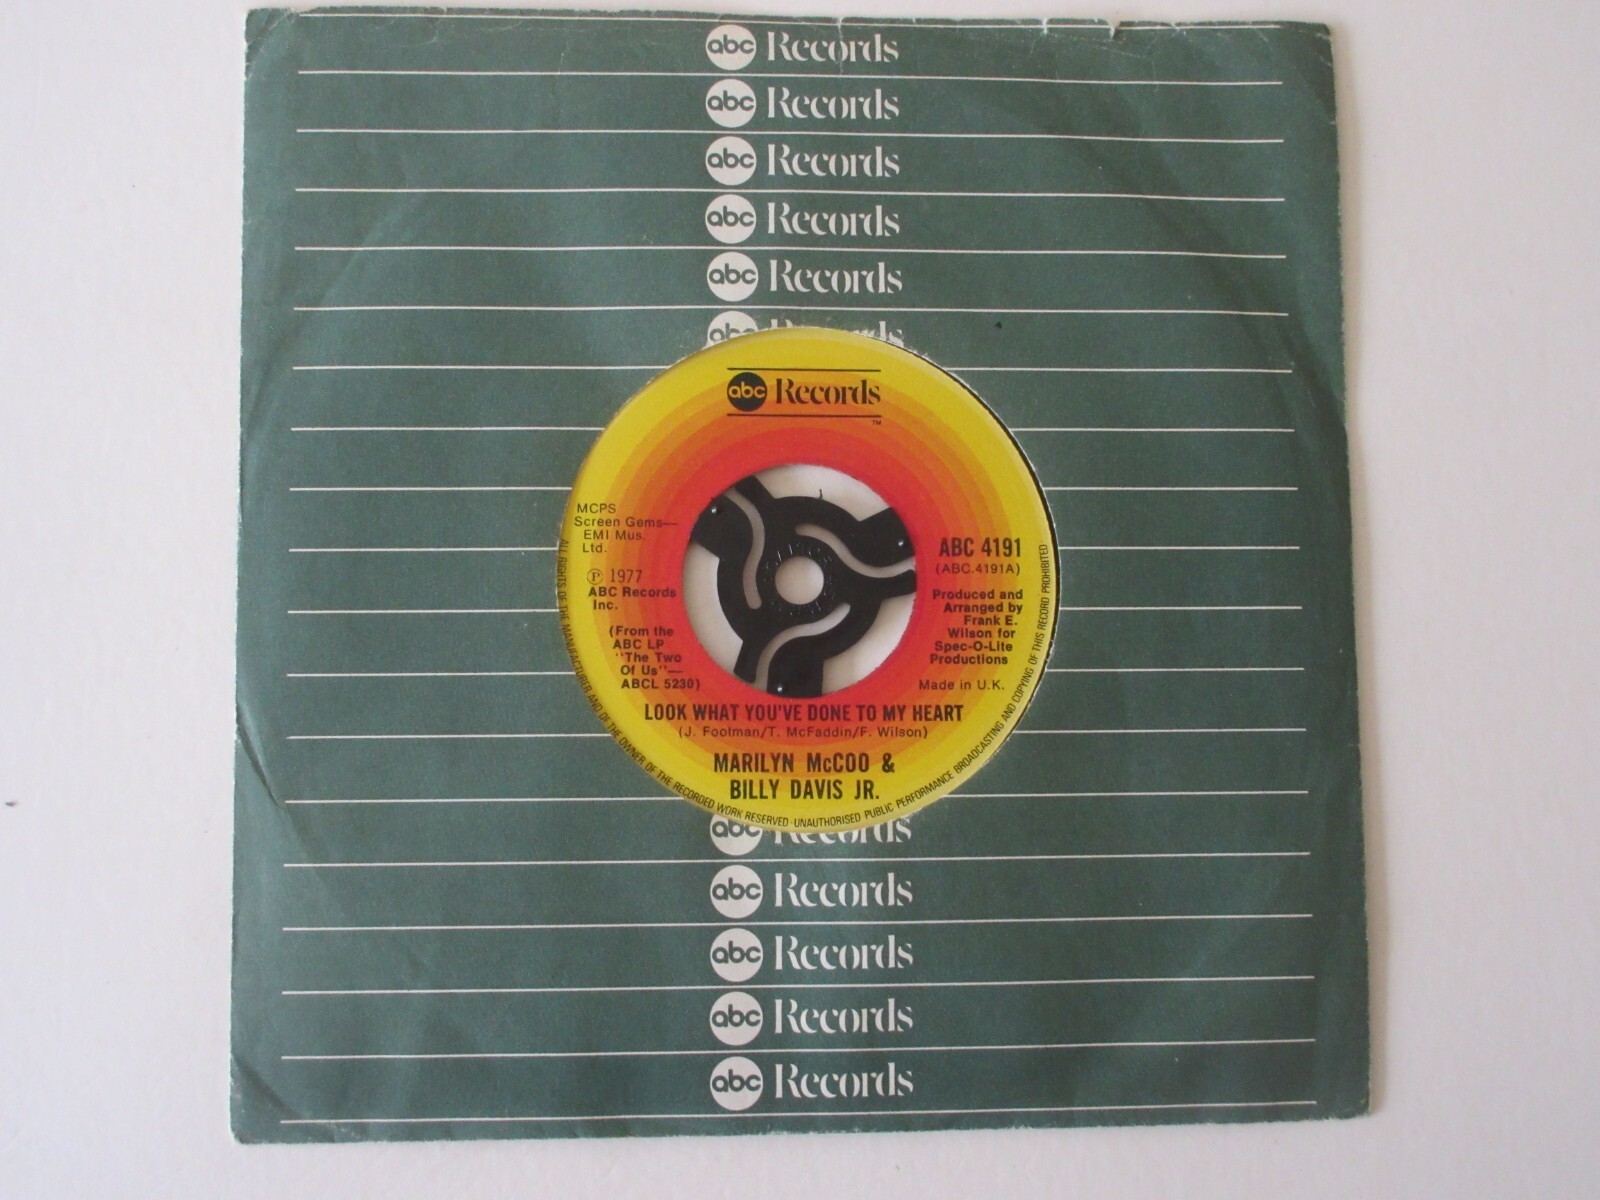 abc Records
abc Records
abc Records
abc Records
abc Records
abc Records
abc Records
TM
MCPS
Screen Gems—
EMI Mus.
Ltd.
Ⓟ 1977
ABC Records
Inc.
(From the
ABC LP
"The Two
Of Us"—
ABCL 5230)
ABC 4191
(ABC.4191A)
Produced and
Arranged by
Frank E.
Wilson for
Spec-O-Lite
Productions
Made in U.K.
LOOK WHAT YOU'VE DONE TO MY HEART
(J. Footman/T. McFaddin/F. Wilson)
MARILYN McCOO &
BILLY DAVIS JR.
ALL RIGHTS OF THE MANUFACTURER AND OF THE OWNER OF THE RECORDED WORK RESERVED-UNAUTHORISED PUBLIC PERFORMANCE BROADCASTING AND COPYING OF THIS RECORD PROHIBITED
abc Records
abc Records
abc Records
abc Records
abc Records